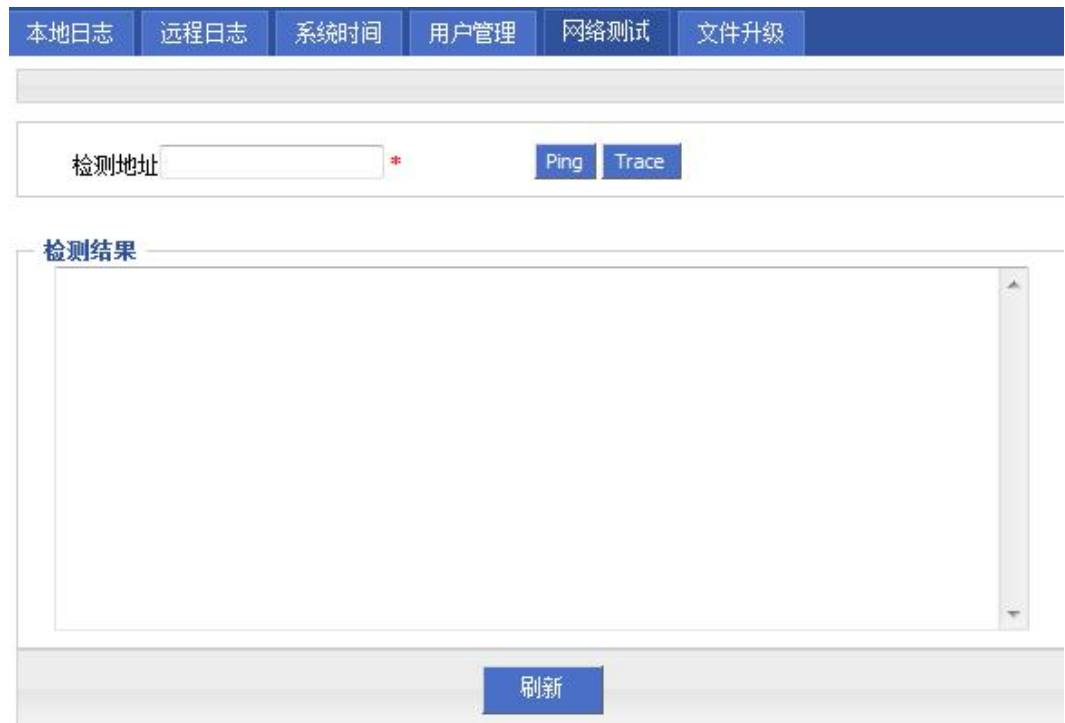 本地日志 远程日志 系统时间 用户管理 网络测试 文件升级
检测地址 * Ping Trace
检测结果
刷新